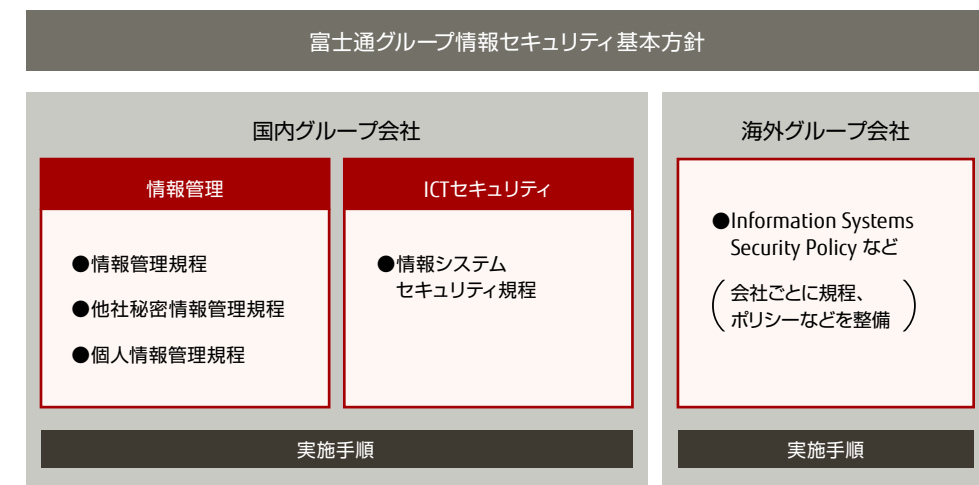 富士通グループ情報セキュリティ基本方針
国内グループ会社
情報管理
●情報管理規程
●他社秘密情報管理規程
●個人情報管理規程
ICTセキュリティ
●情報システム
セキュリティ規程
実施手順
海外グループ会社
●Information Systems
Security Policy など
(会社ごとに規程、
ポリシーなどを整備)
実施手順